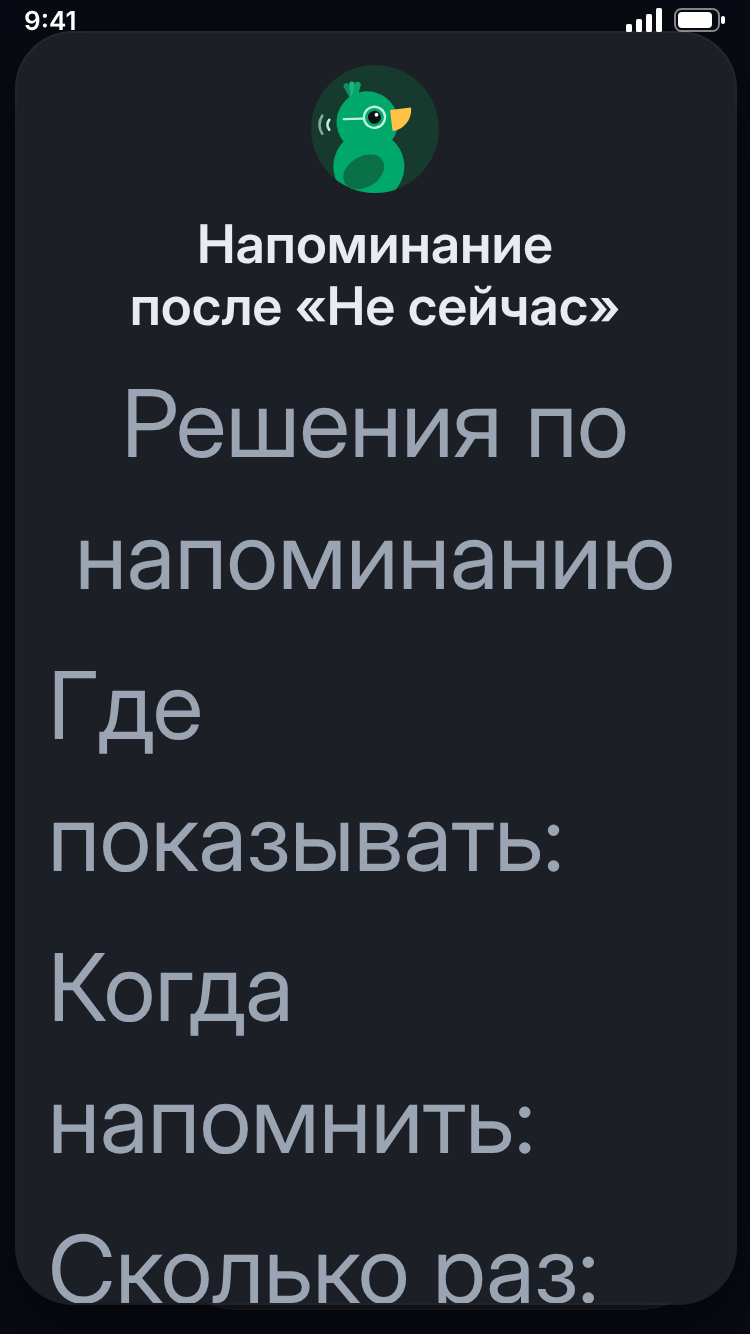 9:41
Напоминание
после «Не сейчас»
Решения по
напоминанию
Где
показывать:
Когда
напомнить:
Сколько раз: